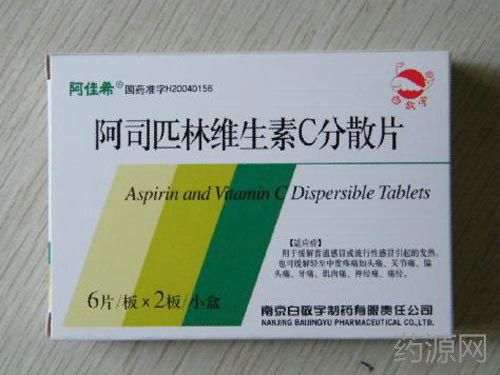 阿佳希® 国药准字H20040156
阿司匹林维生素C分散片
Aspirin and Vitamin C Dispersible Tablets
【适应症】
用于缓解普通感冒或流行性感冒引起的发热,
也可缓解轻至中度疼痛如头痛、关节痛、偏
头痛、牙痛、肌肉痛、神经痛、痛经。
6片/板×2板/小盒
南京白敬宇制药有限责任公司
NANJING BAIJINGYU PHARMACEUTICAL CO.,LTD.
药源网